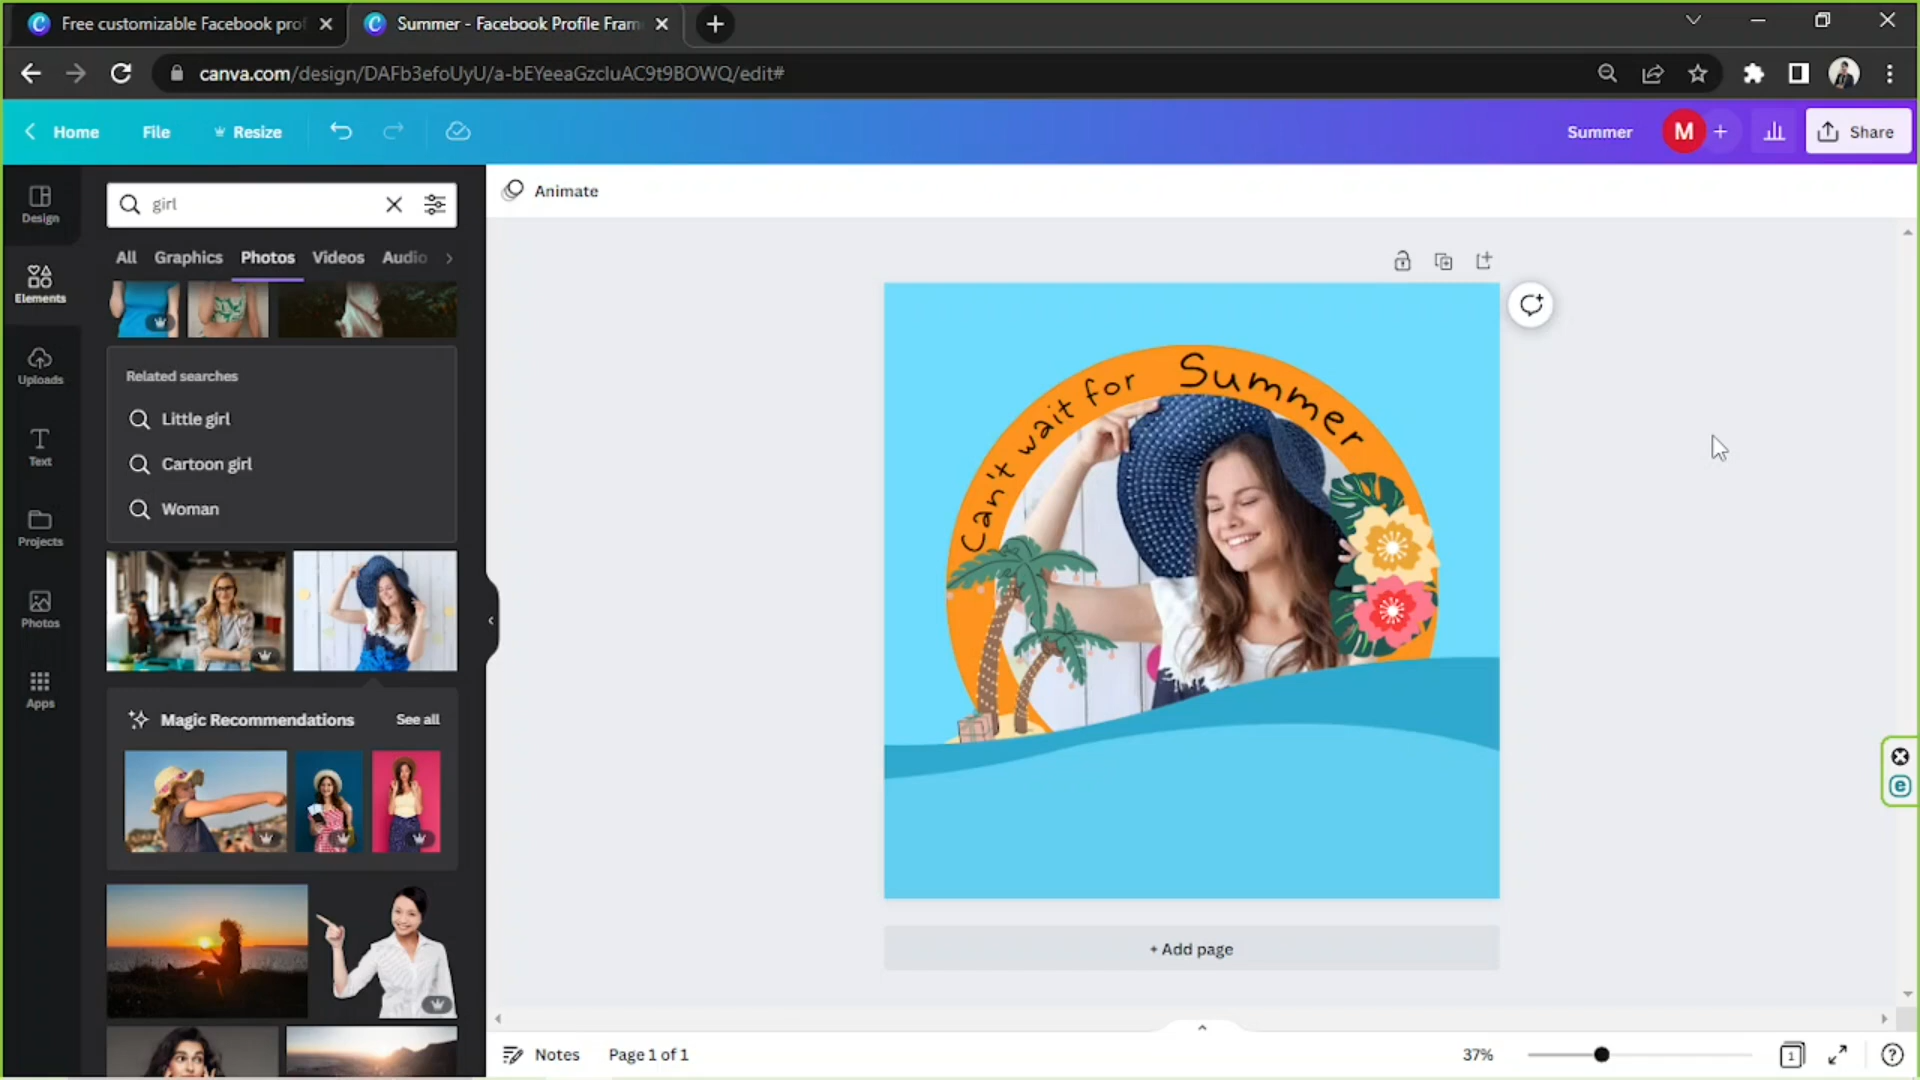 Free customizable Facebook prof
Summer - Facebook Profile Fram
canva.com/design/DAFb3efoUyU/a-bEYeeaGzcluAC9t9BOWQ/edit#
Home
File
Resize
Summer
M
+
Share
Design
Elements
Uploads
Text
Projects
Photos
Apps
girl
All
Graphics
Photos
Videos
Audio
Related searches
Little girl
Cartoon girl
Woman
Magic Recommendations
See all
Animate
Can't wait for Summer
+ Add page
Notes
Page 1 of 1
37%
1
?
e